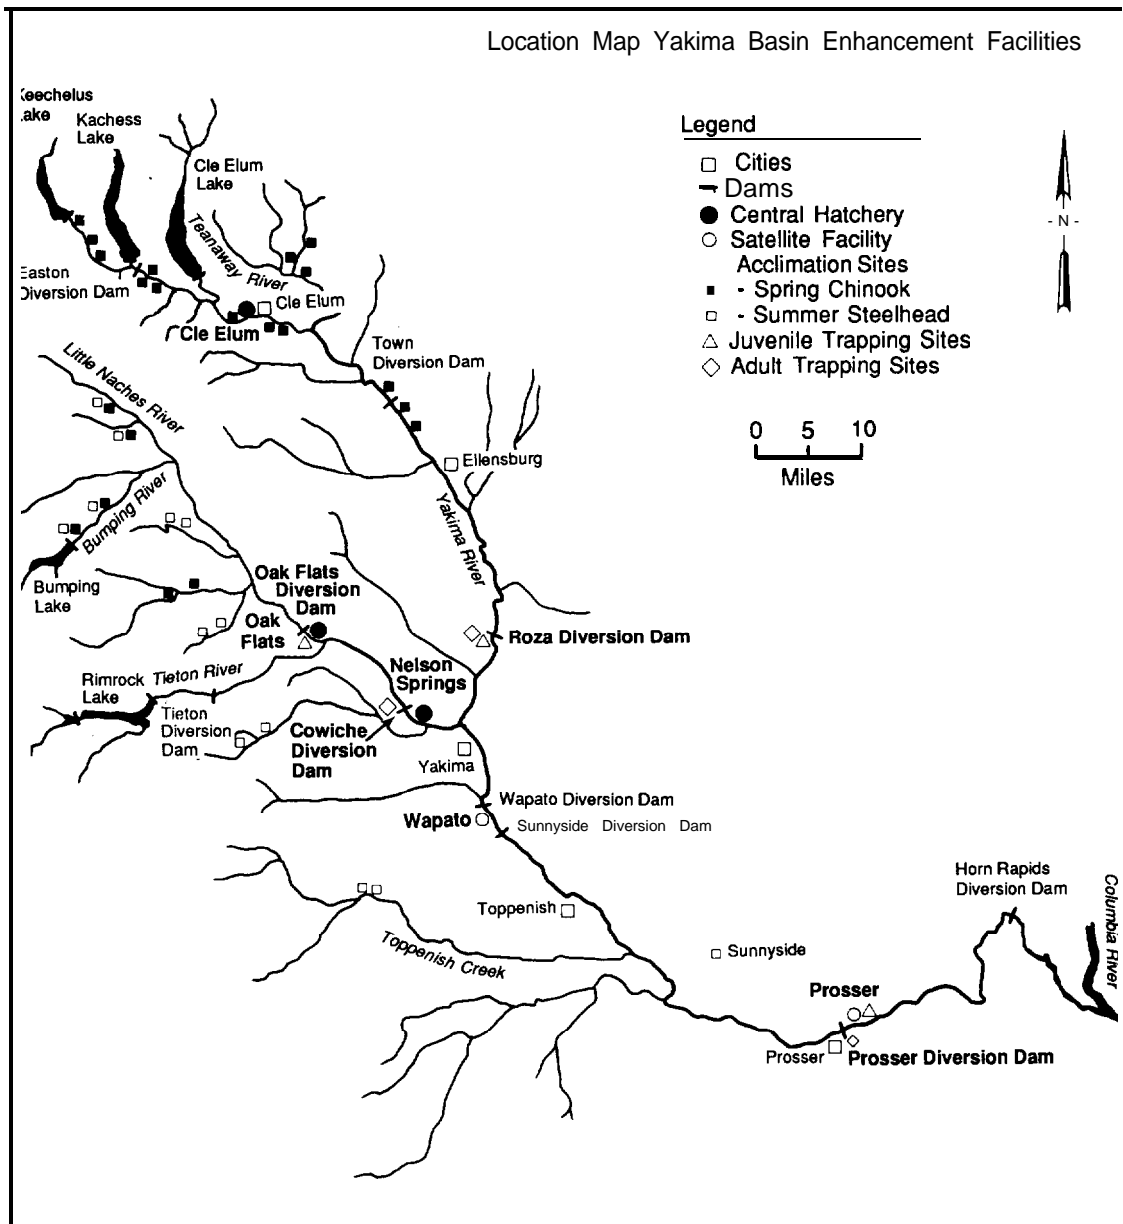 Location Map Yakima Basin Enhancement Facilities
Keechelus
Lake
Kachess
Lake
Cle Elum
Lake
Teanaway River
Easton
Diversion Dam
Cle Elum
Cle Elum
Town
Diversion Dam
Legend
Cities
Dams
Central Hatchery
Satellite Facility
Acclimation Sites
- Spring Chinook
- Summer Steelhead
Juvenile Trapping Sites
Adult Trapping Sites
- N -
0 5 10
Miles
Little Naches River
Ellensburg
Yakima River
Bumping River
Bumping
Lake
Oak Flats
Diversion
Dam
Oak
Flats
Roza Diversion Dam
Nelson
Springs
Rimrock
Lake
Tieton River
Tieton
Diversion
Dam
Cowiche
Diversion
Dam
Yakima
Wapato Diversion Dam
Wapato
Sunnyside Diversion Dam
Toppenish
Toppenish Creek
Sunnyside
Horn Rapids
Diversion Dam
Columbia River
Prosser
Prosser
Prosser Diversion Dam